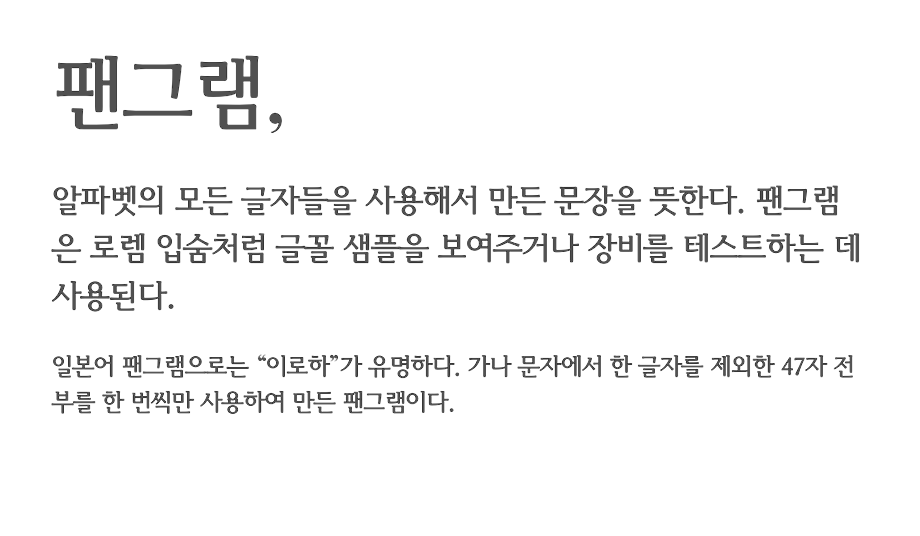 팬그램,
알파벳의 모든 글자들을 사용해서 만든 문장을 뜻한다. 팬그램
은 로렘 입숨처럼 글꼴 샘플을 보여주거나 장비를 테스트하는 데
사용된다.
일본어 팬그램으로는 “이로하”가 유명하다. 가나 문자에서 한 글자를 제외한 47자 전
부를 한 번씩만 사용하여 만든 팬그램이다.